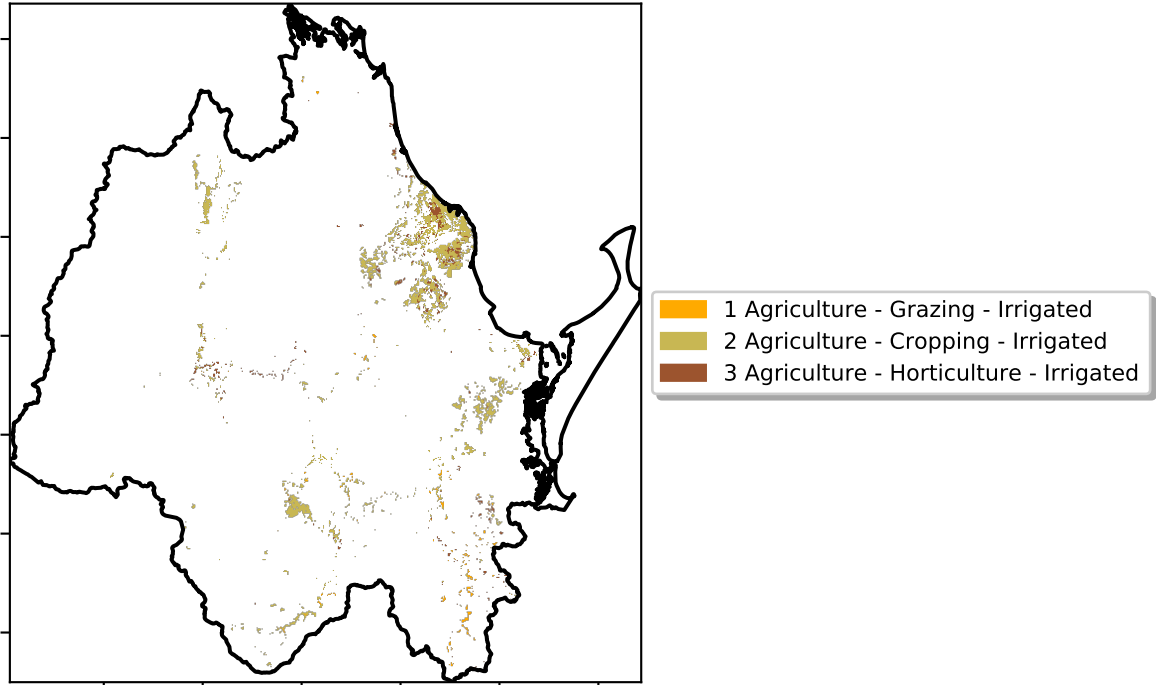 1 Agriculture - Grazing - Irrigated
2 Agriculture - Cropping - Irrigated
3 Agriculture - Horticulture - Irrigated